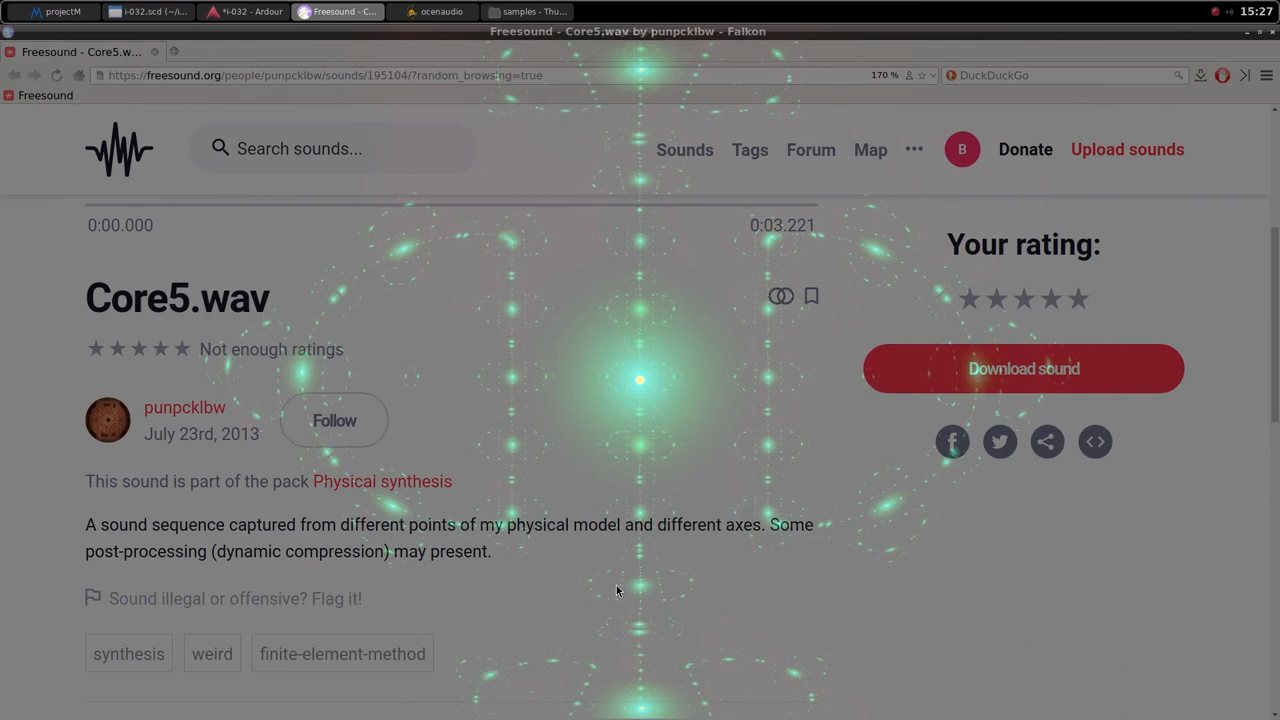 projectM
i-032.scd (~/i...
*i-032 - Ardour
Freesound - C...
ocenaudio
samples - Thu...
15:27
Freesound - Core5.wav by punpcklbw - Falkon
Freesound - Core5.w...
https://freesound.org/people/punpcklbw/sounds/195104/?random_browsing=true
170 %
DuckDuckGo
Freesound
Search sounds...
Sounds
Tags
Forum
Map
B
Donate
Upload sounds
0:00.000
0:03.221
Your rating:
Core5.wav
Not enough ratings
Download sound
punpcklbw
July 23rd, 2013
Follow
This sound is part of the pack Physical synthesis
A sound sequence captured from different points of my physical model and different axes. Some
post-processing (dynamic compression) may present.
Sound illegal or offensive? Flag it!
synthesis
weird
finite-element-method